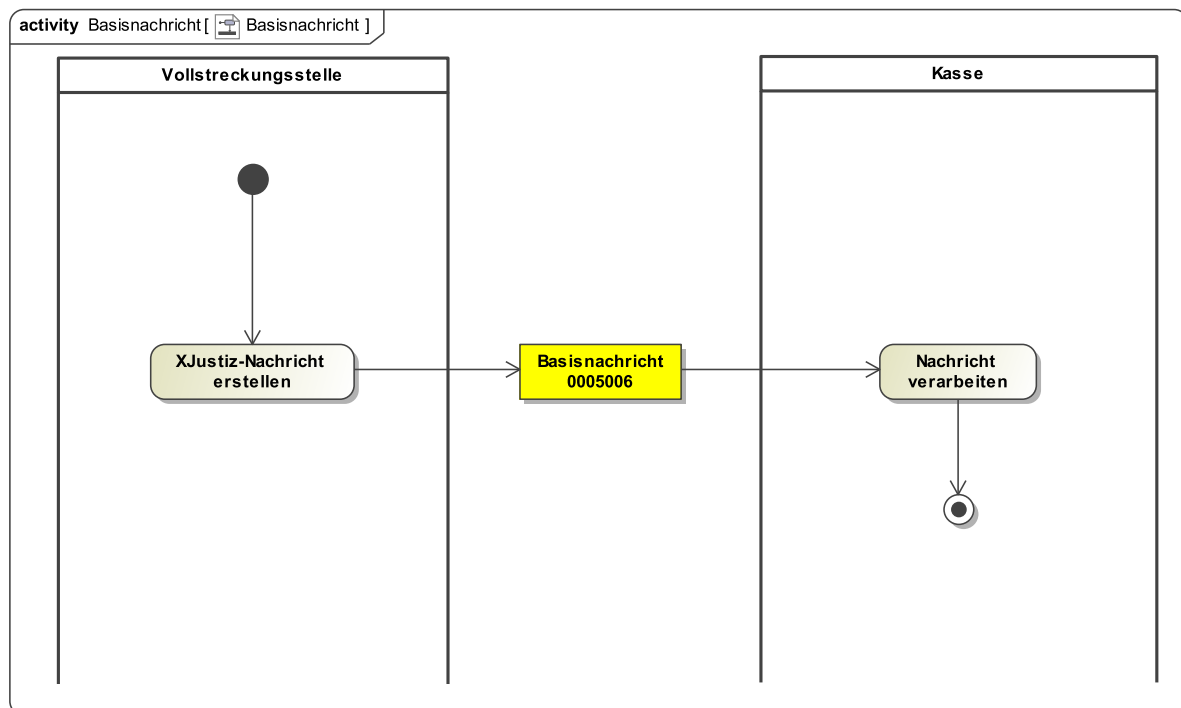 activity Basisnachricht [ Basisnachricht ]
Vollstreckungsstelle
Kasse
XJustiz-Nachricht
erstellen
Basisnachricht
0005006
Nachricht
verarbeiten